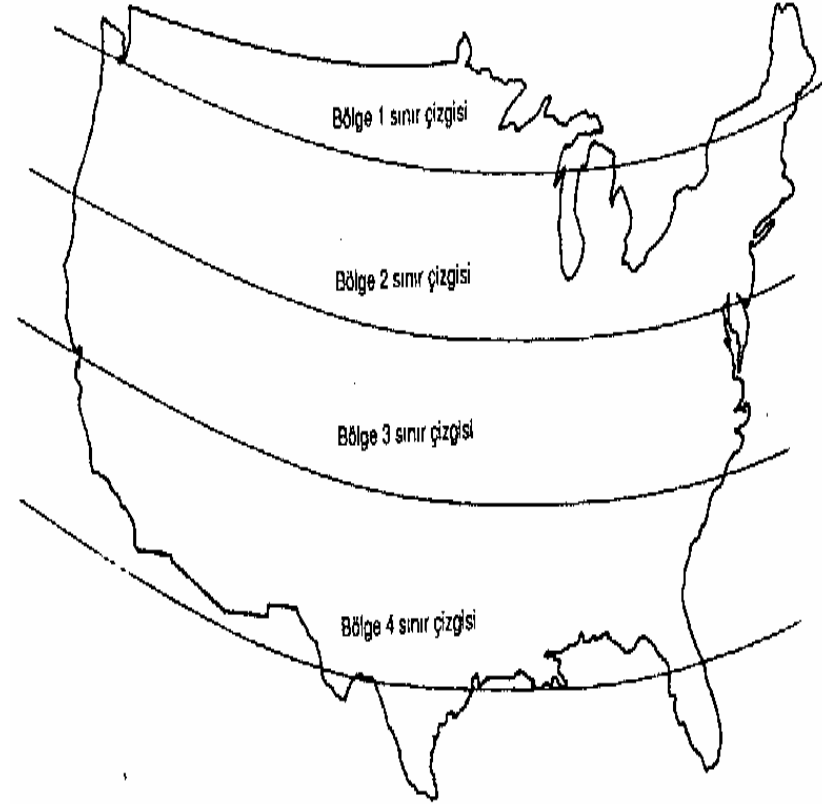 Bölge 1 sınır çizgisi
Bölge 2 sınır çizgisi
Bölge 3 sınır çizgisi
Bölge 4 sınır çizgisi